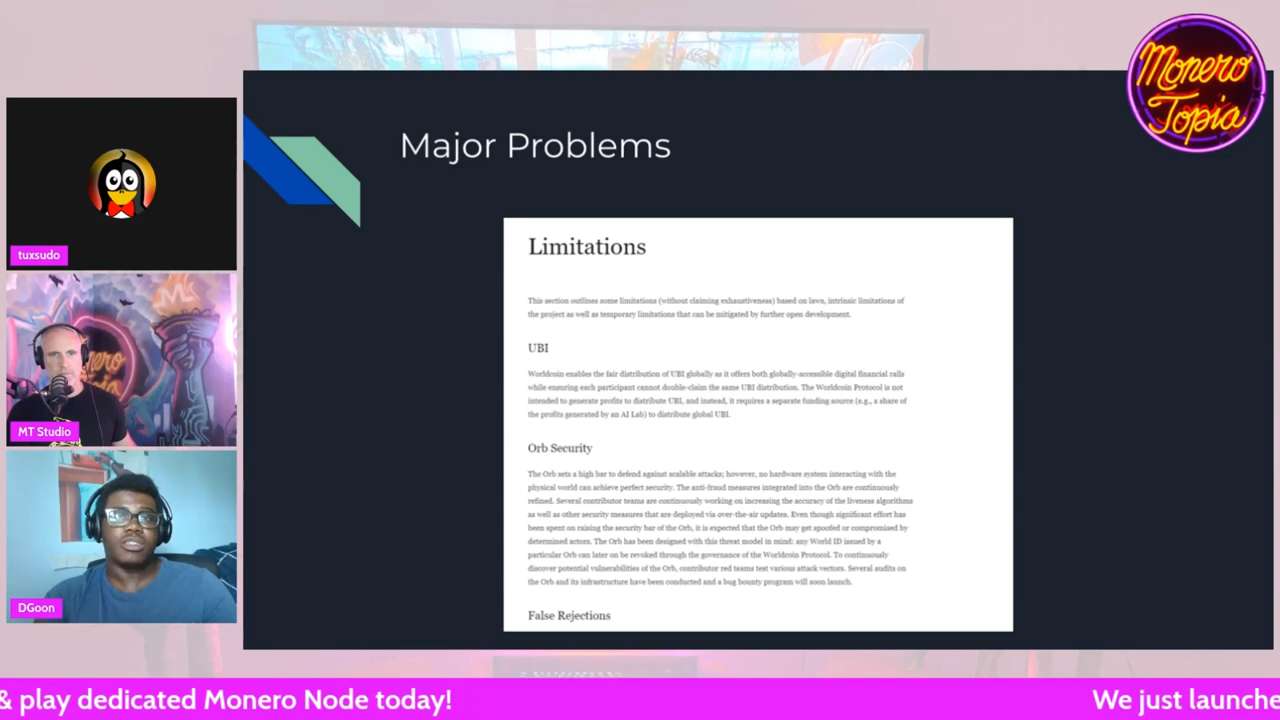 Monero
Topia
Major Problems
tuxsudo
MT Studio
DGoon
Limitations
This section outlines some limitations (without claiming exhaustiveness) based on laws, intrinsic limitations of
the project as well as temporary limitations that can be mitigated by further open development.
UBI
Worldcoin enables the fair distribution of UBI globally as it offers both globally-accessible digital financial rails
while ensuring each participant cannot double-claim the same UBI distribution. The Worldcoin Protocol is not
intended to generate profits to distribute UBI, and instead, it requires a separate funding source (e.g., a share of
the profits generated by an AI Lab) to distribute global UBI.
Orb Security
The Orb sets a high bar to defend against scalable attacks; however, no hardware system interacting with the
physical world can achieve perfect security. The anti-fraud measures integrated into the Orb are continuously
refined. Several contributor teams are continuously working on increasing the accuracy of the liveness algorithms
as well as other security measures that are deployed via over-the-air updates. Even though significant effort has
been spent on raising the security bar of the Orb, it is expected that the Orb may get spoofed or compromised by
determined actors. The Orb has been designed with this threat model in mind: any World ID issued by a
particular Orb can later on be revoked through the governance of the Worldcoin Protocol. To continuously
discover potential vulnerabilities of the Orb, contributor red teams test various attack vectors. Several audits on
the Orb and its infrastructure have been conducted and a bug bounty program will soon launch.
False Rejections
& play dedicated Monero Node today!
We just launche